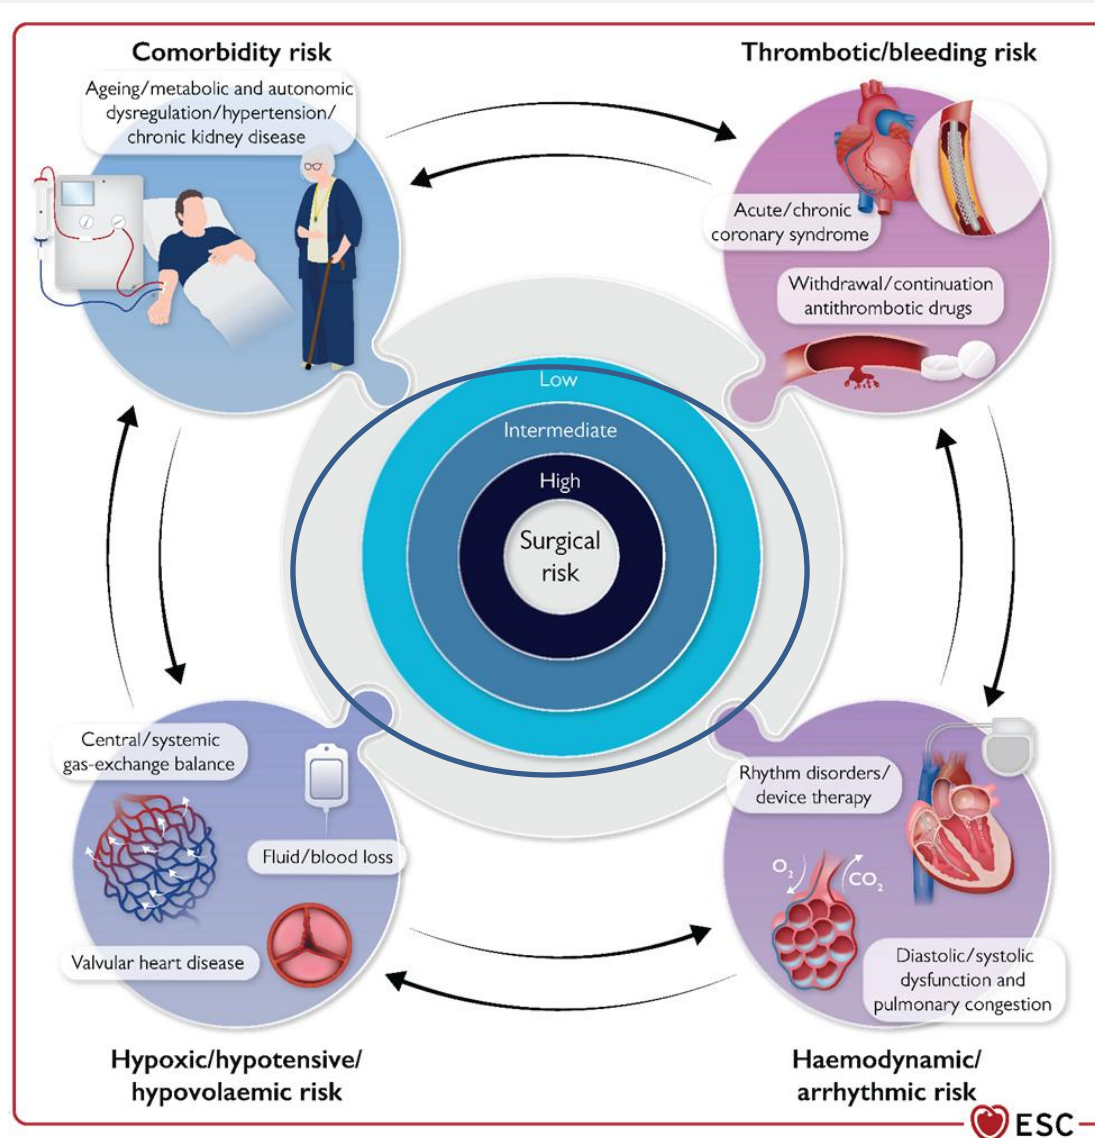 Comorbidity risk
Ageing/metabolic and autonomic
dysregulation/hypertension/
chronic kidney disease
Thrombotic/bleeding risk
Acute/chronic
coronary syndrome
Withdrawal/continuation
antithrombotic drugs
Low
Intermediate
High
Surgical
risk
Central/systemic
gas-exchange balance
Fluid/blood loss
Valvular heart disease
Hypoxic/hypotensive/
hypovolaemic risk
Rhythm disorders/
device therapy
O₂
CO₂
Diastolic/systolic
dysfunction and
pulmonary congestion
Haemodynamic/
arrhythmic risk
ESC